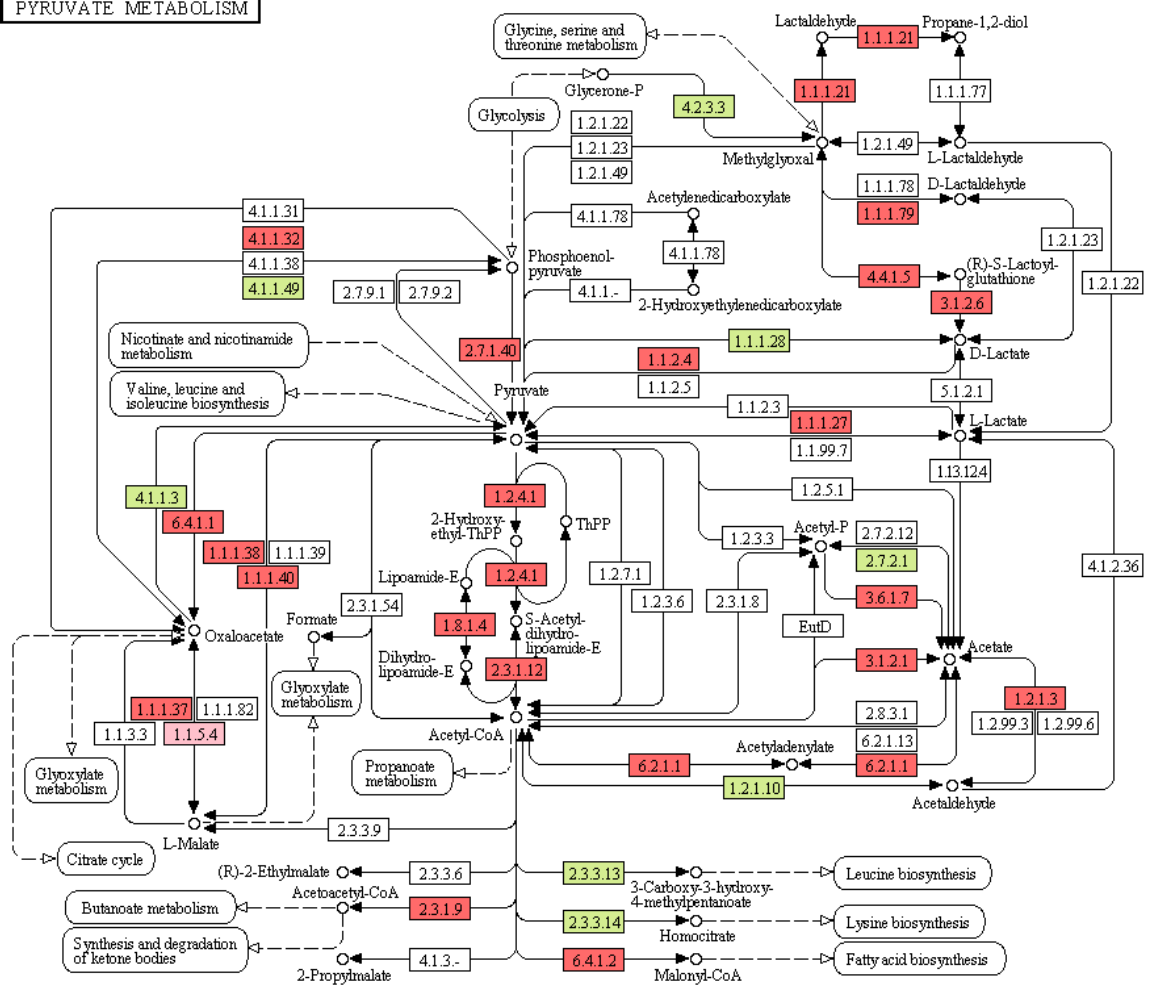 PYRUVATE METABOLISM
Glycine, serine and
threonine metabolism
Lactaldehyde
Propane-1,2-diol
1.1.1.21
Glycerone-P
1.1.1.21
1.1.1.77
4.2.3.3
Glycolysis
1.2.1.22
1.2.1.23
1.2.1.49
Methylglyoxal
1.2.1.49
L-Lactaldehyde
1.1.1.78
D-Lactaldehyde
1.1.1.79
Acetylenedicarboxylate
4.1.1.78
4.1.1.78
4.1.1.-
2-Hydroxyethylenedicarboxylate
1.2.1.23
1.2.1.22
4.1.1.31
4.1.1.32
4.1.1.38
4.1.1.49
Phosphoenol-
pyruvate
2.7.9.1
2.7.9.2
4.4.1.5
(R)-S-Lactoyl-
glutathione
3.1.2.6
Nicotinate and nicotinamide
metabolism
2.7.1.40
1.1.1.28
D-Lactate
1.1.2.4
1.1.2.5
Valine, leucine and
isoleucine biosynthesis
Pyruvate
5.1.2.1
1.1.2.3
1.1.1.27
L-Lactate
1.1.99.7
1.13.12.4
4.1.1.3
6.4.1.1
1.1.1.38
1.1.1.39
1.1.1.40
1.2.4.1
1.2.5.1
2-Hydroxy-
ethyl-ThPP
ThPP
Acetyl-P
1.2.3.3
2.7.2.12
2.7.2.1
4.1.2.36
Lipoamide-E
1.2.4.1
1.2.7.1
1.2.3.6
2.3.1.8
3.6.1.7
2.3.1.54
Formate
1.8.1.4
S-Acetyl-
dihydro-
lipoamide-E
EutD
Oxaloacetate
Dihydro-
lipoamide-E
2.3.1.12
3.1.2.1
Acetate
Glyoxylate
metabolism
1.2.1.3
1.2.99.3
1.2.99.6
1.1.1.37
1.1.1.82
1.1.3.3
1.1.5.4
Acetyl-CoA
2.8.3.1
6.2.1.13
Acetyladenylate
6.2.1.1
6.2.1.1
Glyoxylate
metabolism
Propanoate
metabolism
1.2.1.10
Acetaldehyde
L-Malate
2.3.3.9
Citrate cycle
(R)-2-Ethylmalate
2.3.3.6
2.3.3.13
3-Carboxy-3-hydroxy-
4-methylpentanoate
Leucine biosynthesis
Acetoacetyl-CoA
Butanoate metabolism
2.3.1.9
2.3.3.14
Homocitrate
Lysine biosynthesis
Synthesis and degradation
of ketone bodies
4.1.3.-
2-Propylmalate
6.4.1.2
Malonyl-CoA
Fatty acid biosynthesis